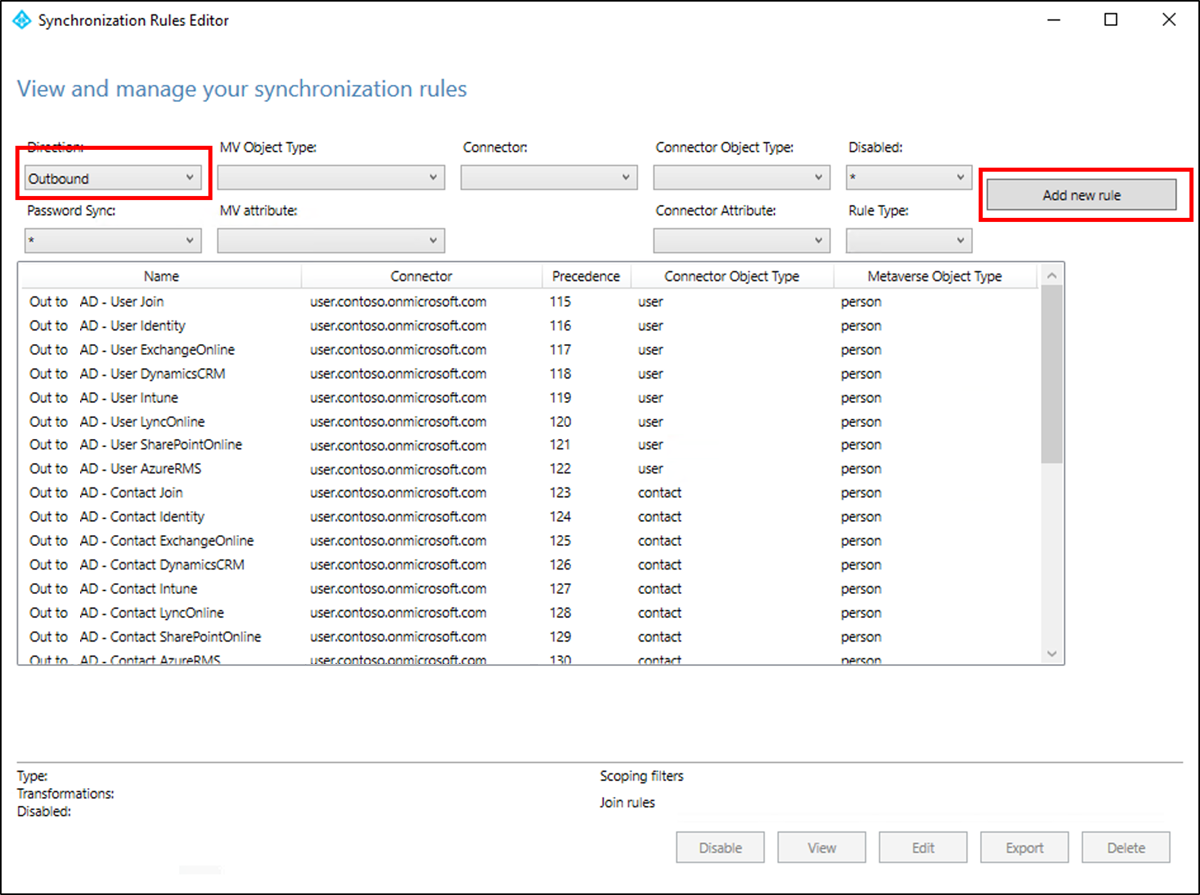 Synchronization Rules Editor
View and manage your synchronization rules
Direction: MV Object Type: Connector: Connector Object Type: Disabled:
Outbound *
Add new rule
Password Sync: MV attribute: Connector Attribute: Rule Type:
*
Name Connector Precedence Connector Object Type Metaverse Object Type
Out to AD - User Join user.contoso.onmicrosoft.com 115 user person
Out to AD - User Identity user.contoso.onmicrosoft.com 116 user person
Out to AD - User ExchangeOnline user.contoso.onmicrosoft.com 117 user person
Out to AD - User DynamicsCRM user.contoso.onmicrosoft.com 118 user person
Out to AD - User Intune user.contoso.onmicrosoft.com 119 user person
Out to AD - User LyncOnline user.contoso.onmicrosoft.com 120 user person
Out to AD - User SharePointOnline user.contoso.onmicrosoft.com 121 user person
Out to AD - User AzureRMS user.contoso.onmicrosoft.com 122 user person
Out to AD - Contact Join user.contoso.onmicrosoft.com 123 contact person
Out to AD - Contact Identity user.contoso.onmicrosoft.com 124 contact person
Out to AD - Contact ExchangeOnline user.contoso.onmicrosoft.com 125 contact person
Out to AD - Contact DynamicsCRM user.contoso.onmicrosoft.com 126 contact person
Out to AD - Contact Intune user.contoso.onmicrosoft.com 127 contact person
Out to AD - Contact LyncOnline user.contoso.onmicrosoft.com 128 contact person
Out to AD - Contact SharePointOnline user.contoso.onmicrosoft.com 129 contact person
Out to AD - Contact AzureRMS user.contoso.onmicrosoft.com 130 contact person
Type: Scoping filters
Transformations:
Disabled: Join rules
Disable View Edit Export Delete